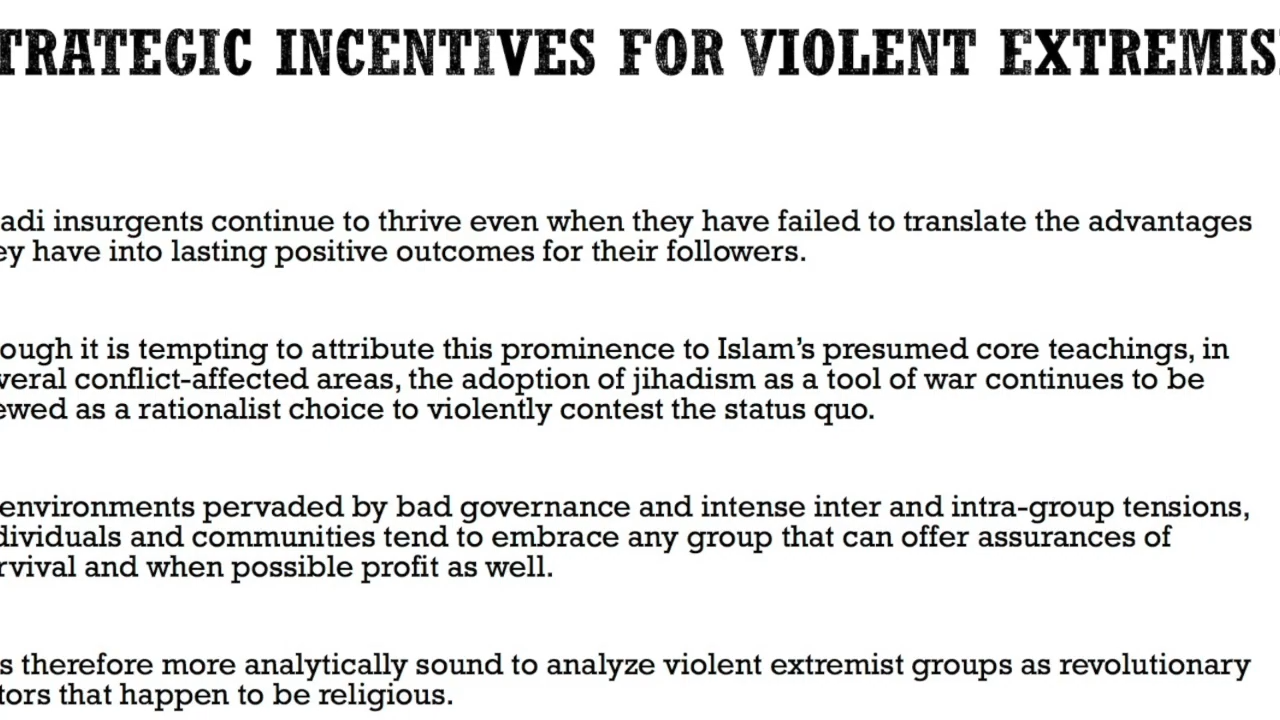 TRATEGIC INCENTIVES FOR VIOLENT EXTREMIS
adi insurgents continue to thrive even when they have failed to translate the advantages
ey have into lasting positive outcomes for their followers.
ough it is tempting to attribute this prominence to Islam's presumed core teachings, in
veral conflict-affected areas, the adoption of jihadism as a tool of war continues to be
ewed as a rationalist choice to violently contest the status quo.
environments pervaded by bad governance and intense inter and intra-group tensions,
dividuals and communities tend to embrace any group that can offer assurances of
rvival and when possible profit as well.
s therefore more analytically sound to analyze violent extremist groups as revolutionary
tors that happen to be religious.